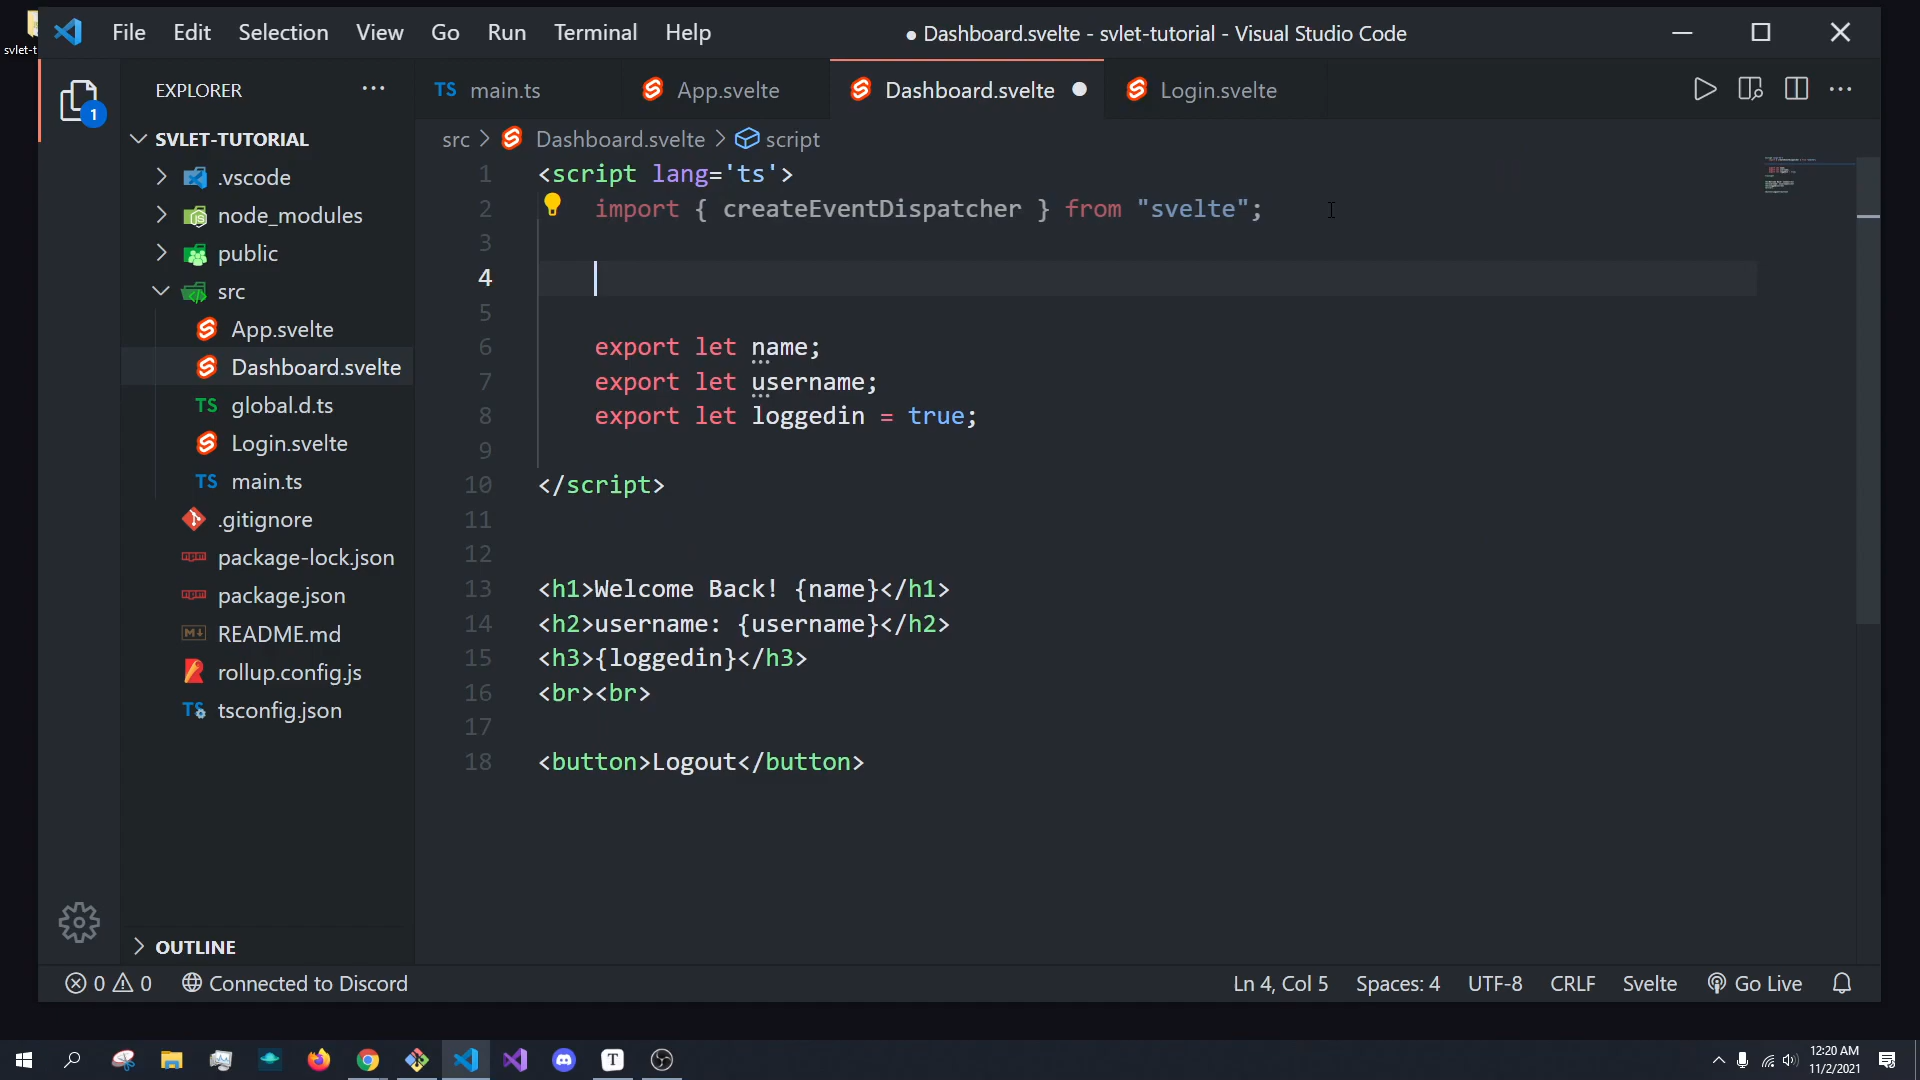 svlet-t
File Edit Selection View Go Run Terminal Help
● Dashboard.svelte - svlet-tutorial - Visual Studio Code
1
EXPLORER
SVLET-TUTORIAL
.vscode
node_modules
public
src
App.svelte
Dashboard.svelte
TS global.d.ts
Login.svelte
TS main.ts
.gitignore
package-lock.json
package.json
README.md
rollup.config.js
TS tsconfig.json
OUTLINE
TS main.ts App.svelte Dashboard.svelte Login.svelte
src > Dashboard.svelte > script
1 <script lang='ts'>
2 import { createEventDispatcher } from "svelte";
3
4
5
6 export let name;
7 export let username;
8 export let loggedin = true;
9
10 </script>
11
12
13 <h1>Welcome Back! {name}</h1>
14 <h2>username: {username}</h2>
15 <h3>{loggedin}</h3>
16 <br><br>
17
18 <button>Logout</button>
0 0 Connected to Discord Ln 4, Col 5 Spaces: 4 UTF-8 CRLF Svelte Go Live
12:20 AM
11/2/2021